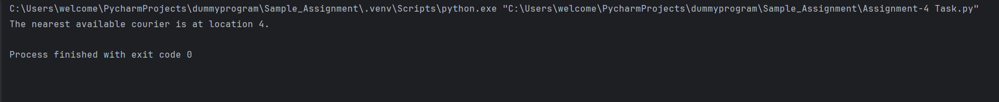 C:\Users\welcome\PycharmProjects\dummyprogram\Sample_Assignment\.venv\Scripts\python.exe "C:\Users\welcome\PycharmProjects\dummyprogram\Sample_Assignment\Assignment-4 Task.py"
The nearest available courier is at location 4.
Process finished with exit code 0